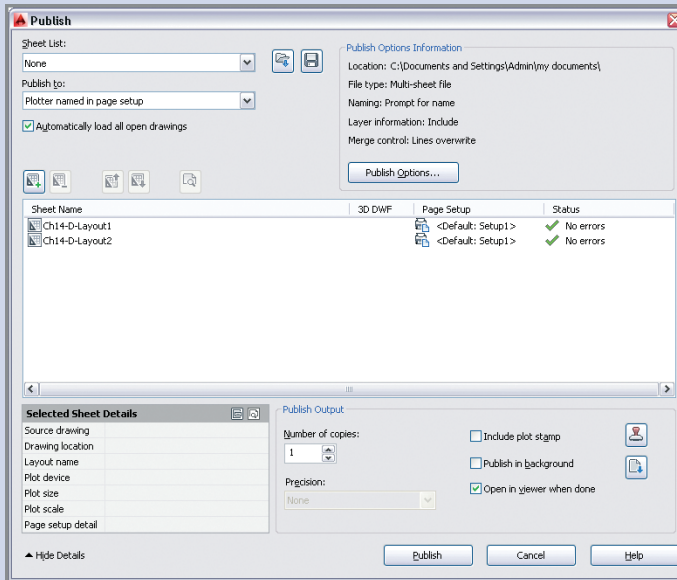 Publish
Sheet List:
None
Publish to:
Plotter named in page setup
Automatically load all open drawings
Publish Options Information
Location: C:\Documents and Settings\Admin\my documents\
File type: Multi-sheet file
Naming: Prompt for name
Layer information: Include
Merge control: Lines overwrite
Publish Options...
Sheet Name 3D DWF Page Setup Status
Ch14-D-Layout1 <Default: Setup1> No errors
Ch14-D-Layout2 <Default: Setup1> No errors
Selected Sheet Details
Source drawing
Drawing location
Layout name
Plot device
Plot size
Plot scale
Page setup detail
Publish Output
Number of copies:
1
Precision:
None
Include plot stamp
Publish in background
Open in viewer when done
Hide Details
Publish
Cancel
Help